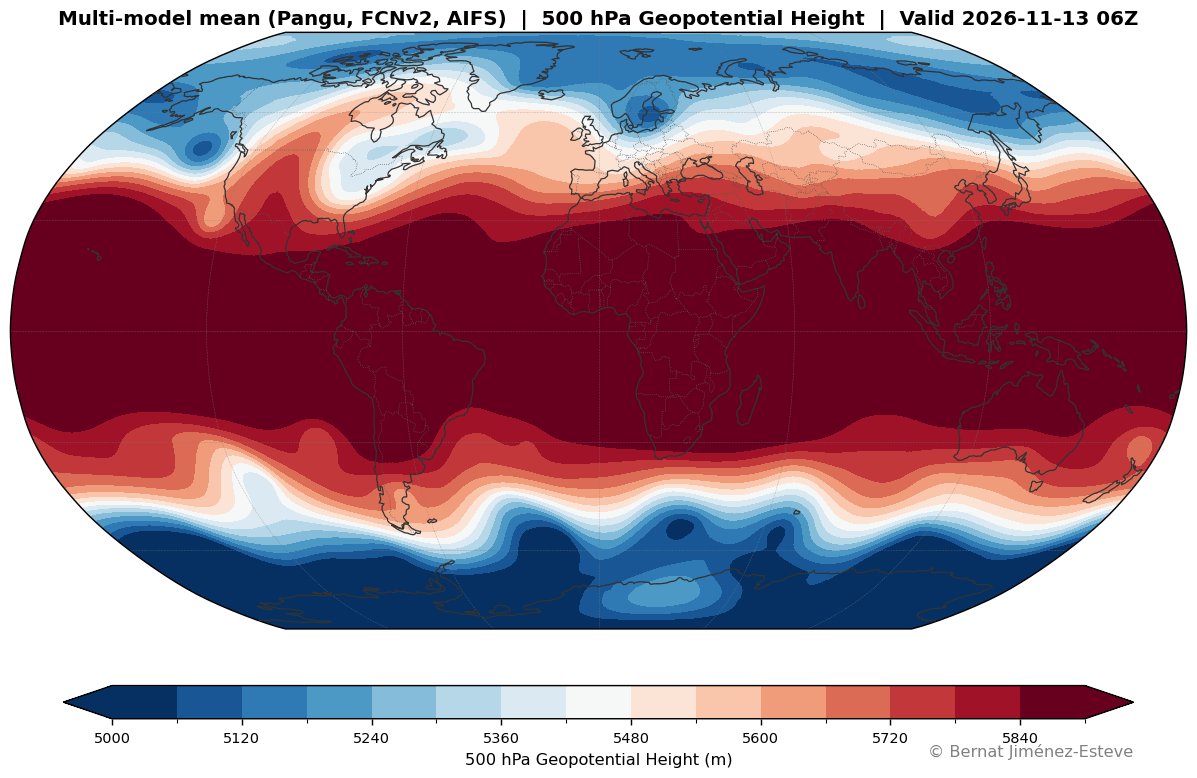 Multi-model mean (Pangu, FCNv2, AIFS)  |  500 hPa Geopotential Height  |  Valid 2026-11-13 06Z
5000 5120 5240 5360 5480 5600 5720 5840
500 hPa Geopotential Height (m)
© Bernat Jiménez-Esteve